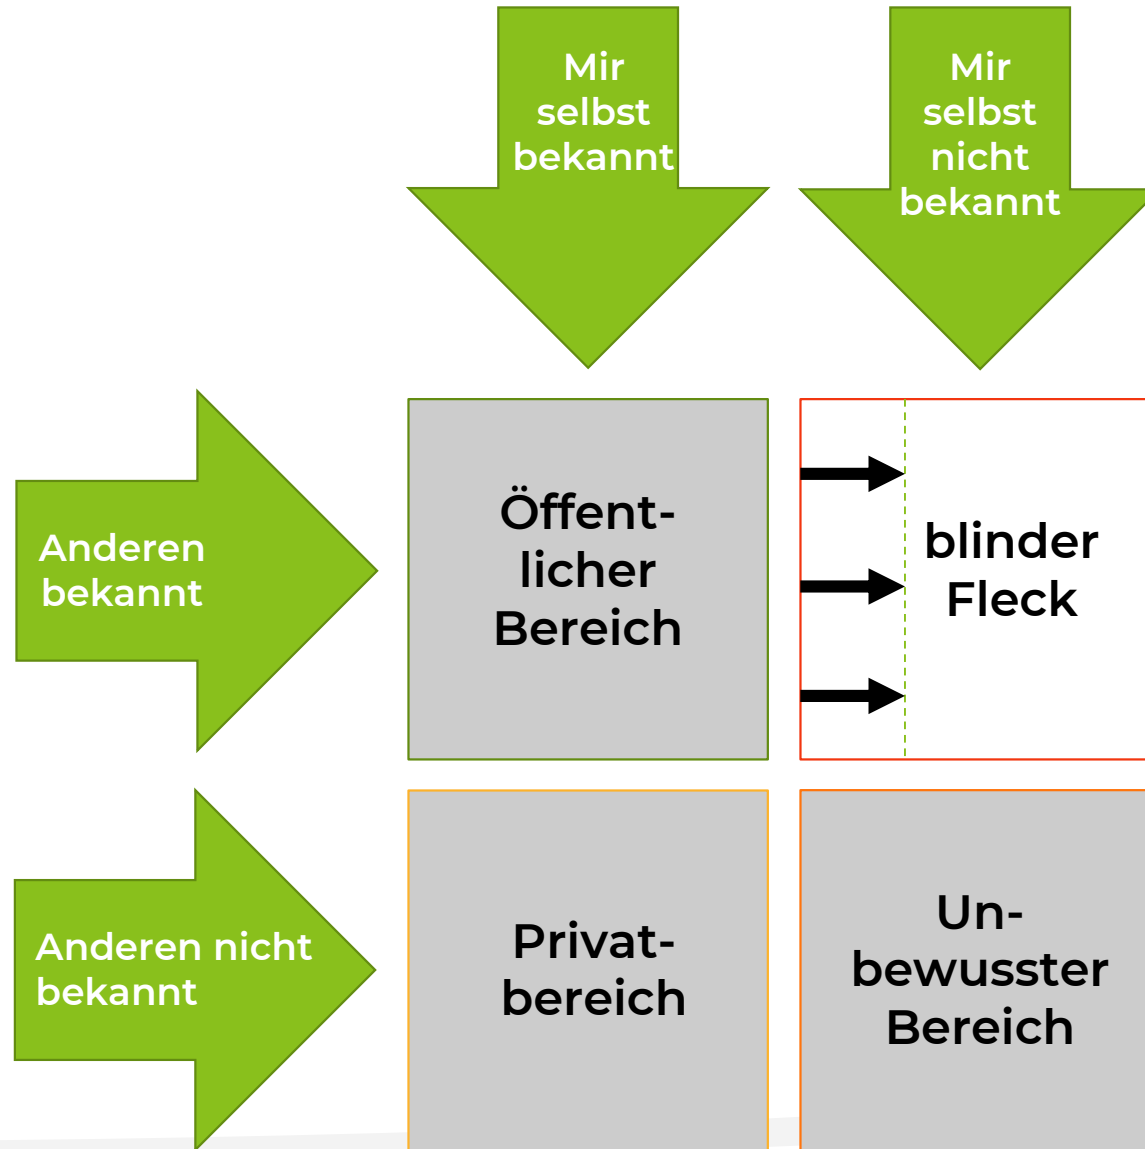 Mir
selbst
bekannt
Mir
selbst
nicht
bekannt
Anderen
bekannt
Öffent-
licher
Bereich
blinder
Fleck
Anderen nicht
bekannt
Privat-
bereich
Un-
bewusster
Bereich